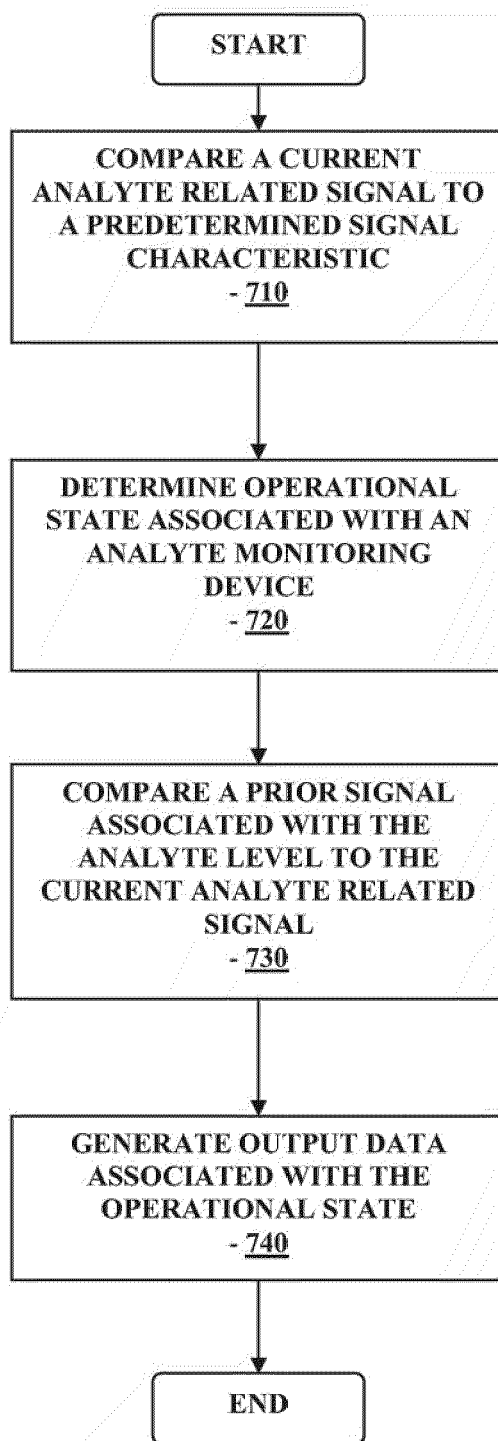 START
COMPARE A CURRENT
ANALYTE RELATED SIGNAL TO
A PREDETERMINED SIGNAL
CHARACTERISTIC
- 710
DETERMINE OPERATIONAL
STATE ASSOCIATED WITH AN
ANALYTE MONITORING
DEVICE
- 720
COMPARE A PRIOR SIGNAL
ASSOCIATED WITH THE
ANALYTE LEVEL TO THE
CURRENT ANALYTE RELATED
SIGNAL
- 730
GENERATE OUTPUT DATA
ASSOCIATED WITH THE
OPERATIONAL STATE
- 740
END